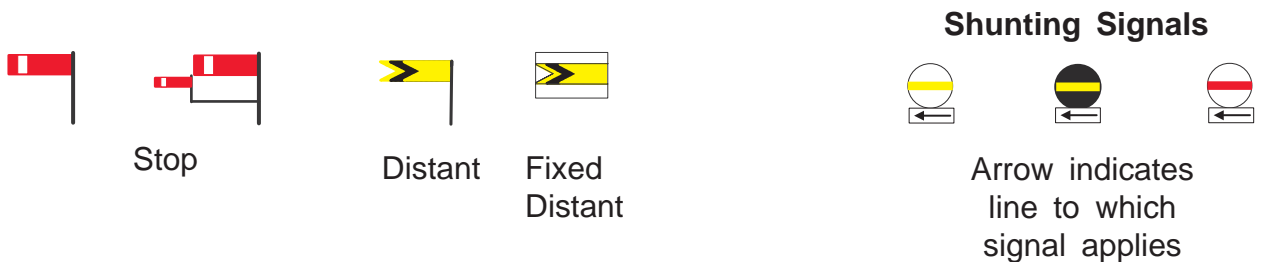 Shunting Signals
Stop
Distant
Fixed
Distant
Arrow indicates
line to which
signal applies